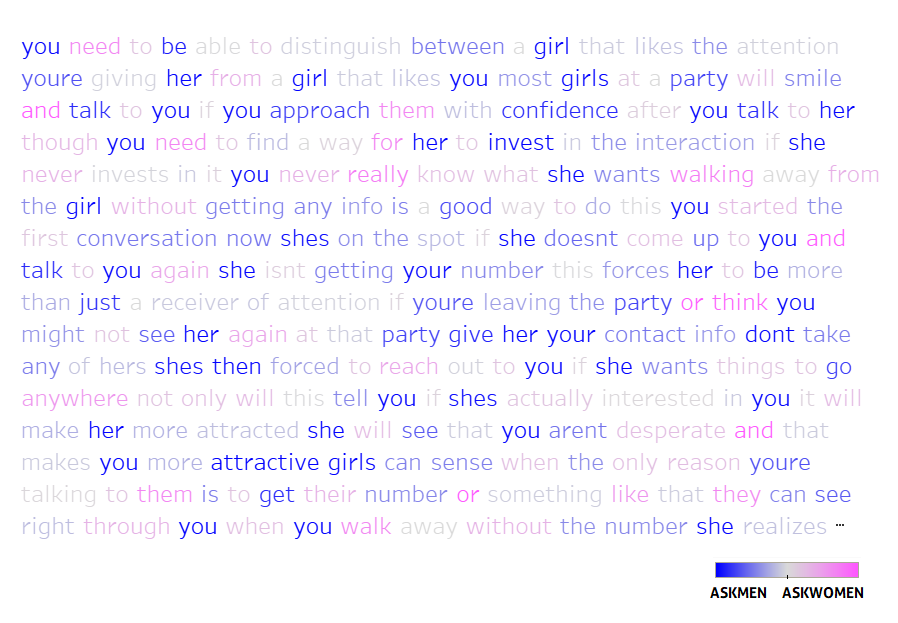 you need to be able to distinguish between a girl that likes the attention
youre giving her from a girl that likes you most girls at a party will smile
and talk to you if you approach them with confidence after you talk to her
though you need to find a way for her to invest in the interaction if she
never invests in it you never really know what she wants walking away from
the girl without getting any info is a good way to do this you started the
first conversation now shes on the spot if she doesnt come up to you and
talk to you again she isnt getting your number this forces her to be more
than just a receiver of attention if youre leaving the party or think you
might not see her again at that party give her your contact info dont take
any of hers shes then forced to reach out to you if she wants things to go
anywhere not only will this tell you if shes actually interested in you it will
make her more attracted she will see that you arent desperate and that
makes you more attractive girls can sense when the only reason youre
talking to them is to get their number or something like that they can see
right through you when you walk away without the number she realizes ...
ASKMEN ASKWOMEN